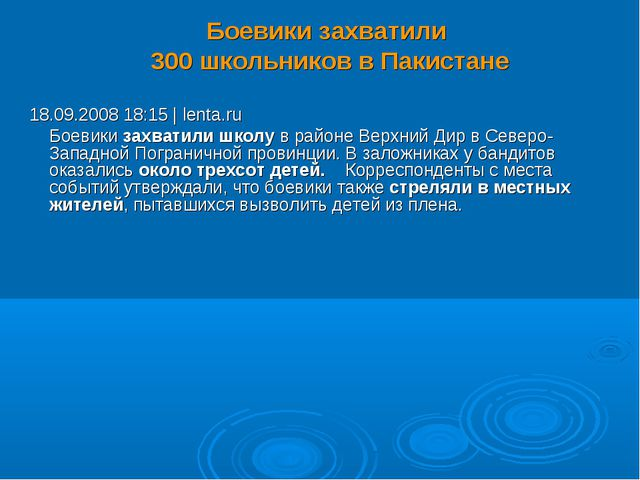 Боевики захватили
300 школьников в Пакистане
18.09.2008 18:15 | lenta.ru
Боевики захватили школу в районе Верхний Дир в Северо-
Западной Пограничной провинции. В заложниках у бандитов
оказались около трехсот детей. Корреспонденты с места
событий утверждали, что боевики также стреляли в местных
жителей, пытавшихся вызволить детей из плена.